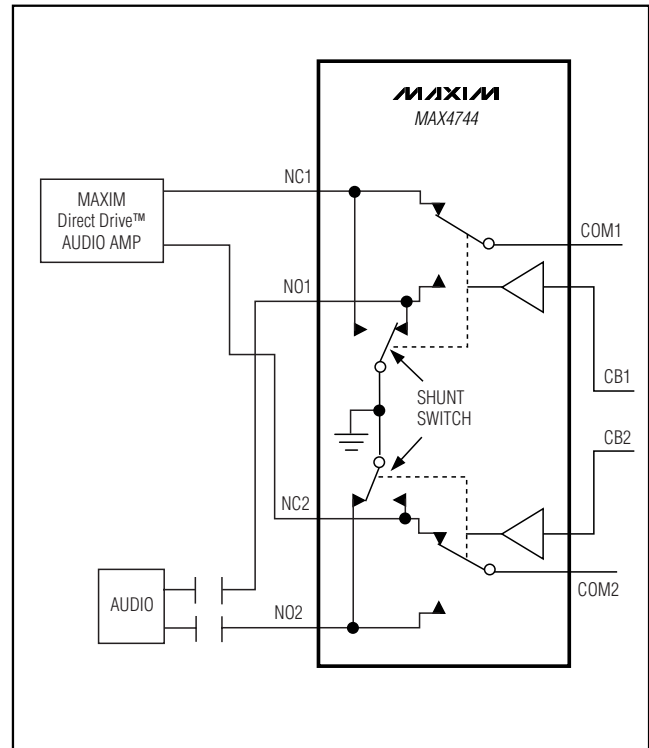 MAXIM
MAX4744
NC1
MAXIM
Direct Drive™
AUDIO AMP
COM1
NO1
CB1
SHUNT
SWITCH
CB2
NC2
COM2
AUDIO
NO2